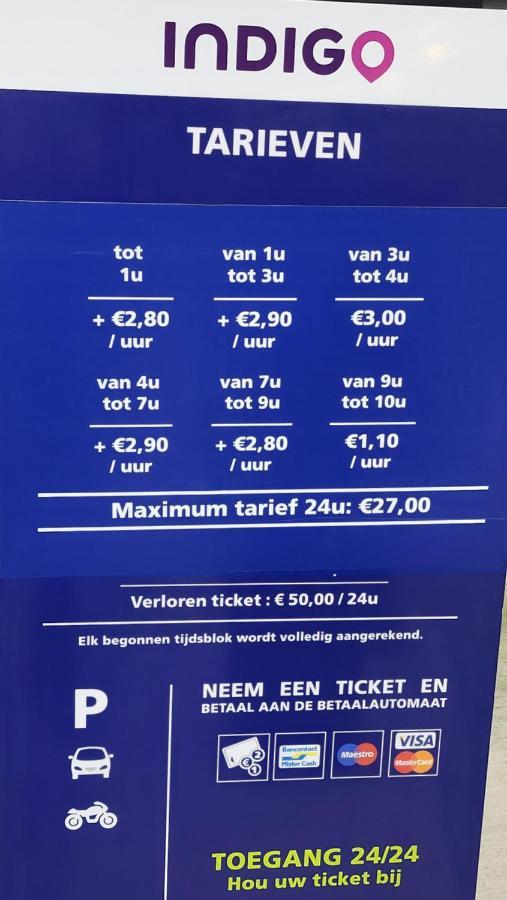 INDIGO
TARIEVEN
tot
1u
+ €2,80
/ uur
van 1u
tot 3u
+ €2,90
/ uur
van 3u
tot 4u
€3,00
/ uur
van 4u
tot 7u
+ €2,90
/ uur
van 7u
tot 9u
+ €2,80
/ uur
van 9u
tot 10u
€1,10
/ uur
Maximum tarief 24u: €27,00
Verloren ticket : € 50,00 / 24u
Elk begonnen tijdsblok wordt volledig aangerekend.
P
NEEM EEN TICKET EN
BETAAL AAN DE BETAALAUTOMAAT
€ 2 1
Bancontact
Mister Cash
Maestro
VISA
MasterCard
TOEGANG 24/24
Hou uw ticket bij